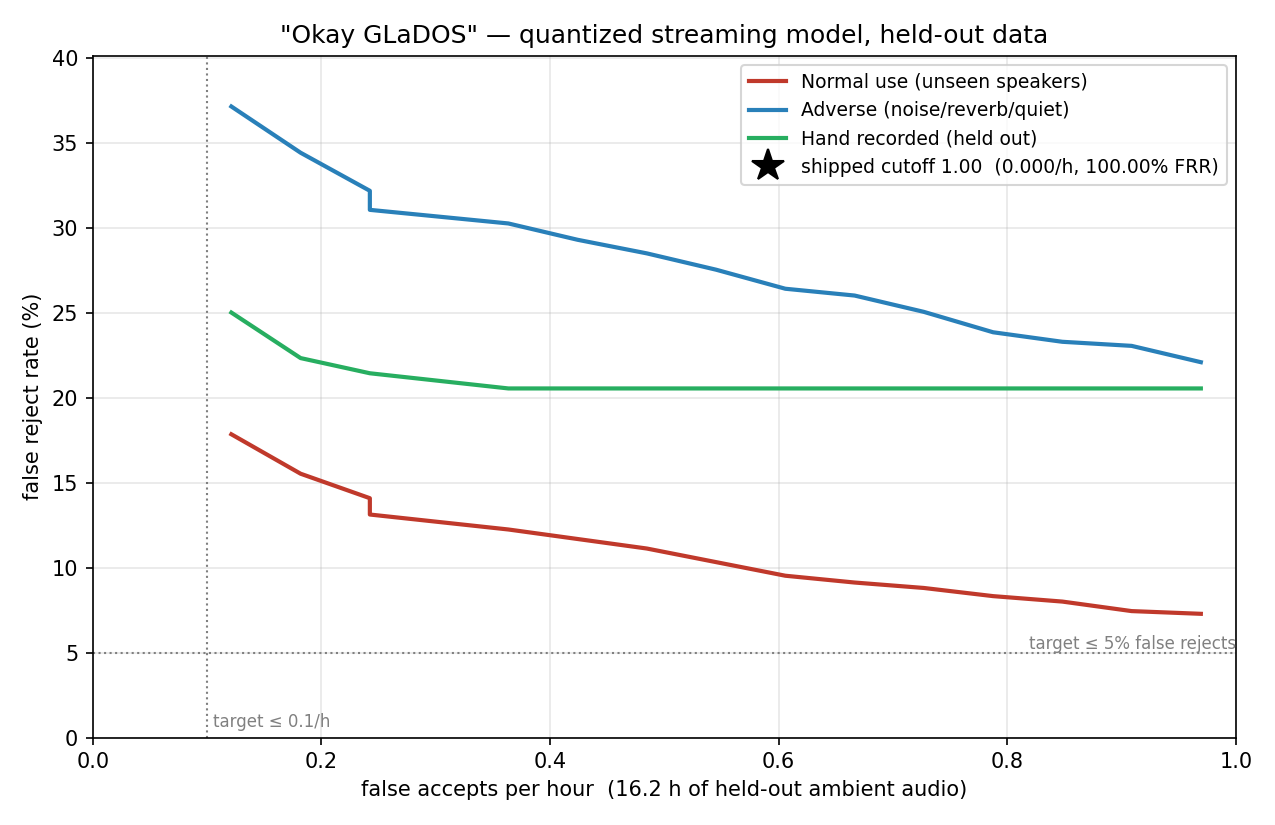 "Okay GLaDOS" — quantized streaming model, held-out data
Normal use (unseen speakers)
Adverse (noise/reverb/quiet)
Hand recorded (held out)
shipped cutoff 1.00 (0.000/h, 100.00% FRR)
false reject rate (%)
40
35
30
25
20
15
10
5
0
target ≤ 5% false rejects
target ≤ 0.1/h
0.0 0.2 0.4 0.6 0.8 1.0
false accepts per hour (16.2 h of held-out ambient audio)